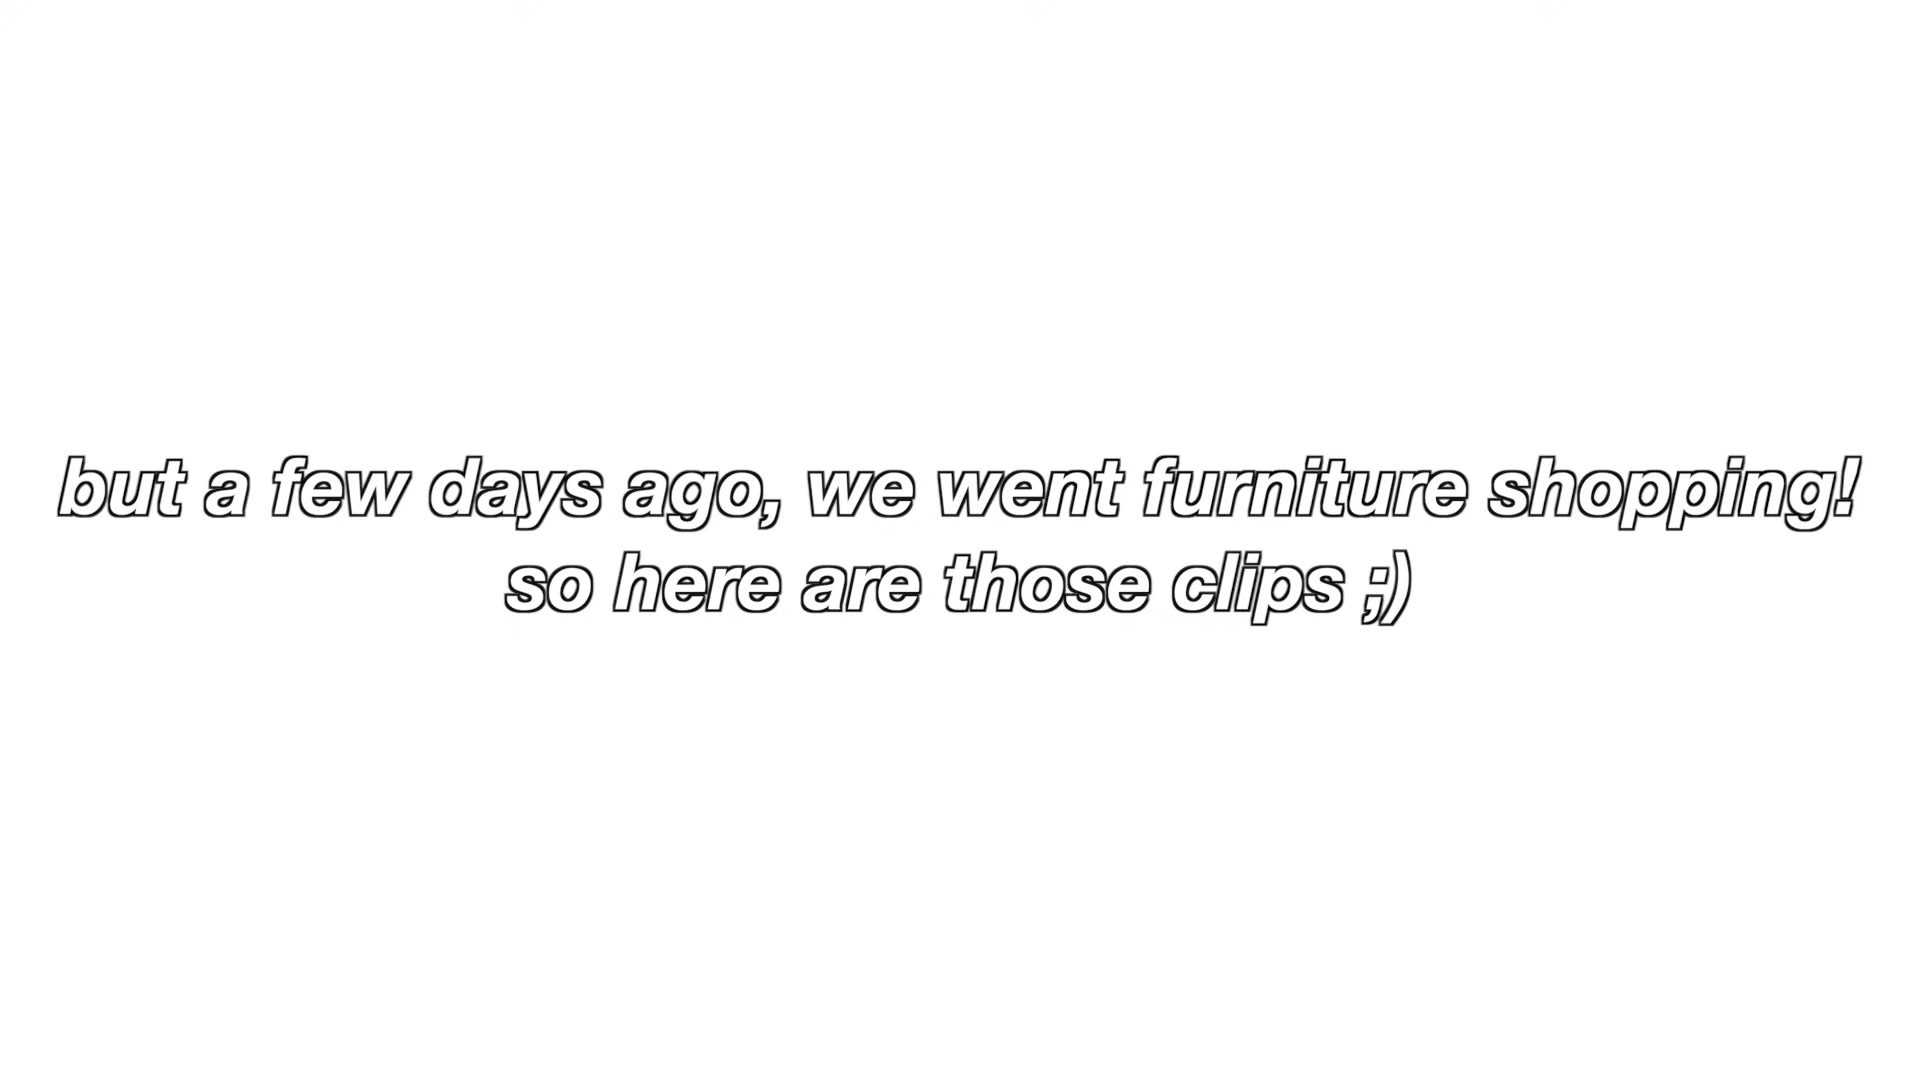 but a few days ago, we went furniture shopping!
so here are those clips ;)